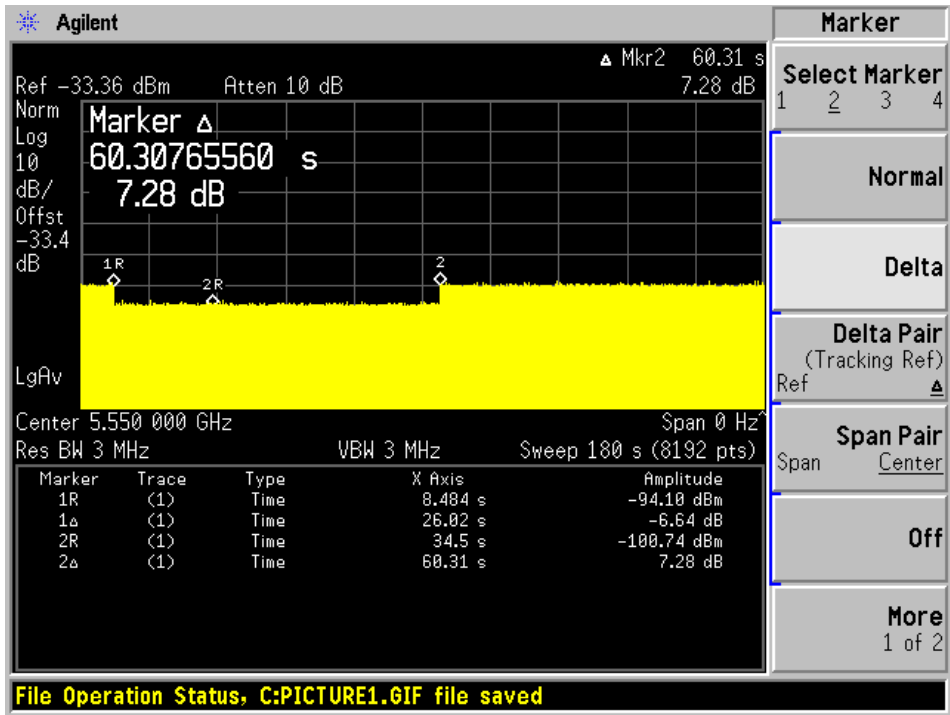 Agilent
Marker
Δ Mkr2 60.31 s
Ref -33.36 dBm Atten 10 dB 7.28 dB
Norm
Log
10
dB/
Offst
-33.4
dB
LgAv
Marker Δ
60.30765560 s
7.28 dB
1R
2R
2
Center 5.550 000 GHz Span 0 Hz^
Res BW 3 MHz VBW 3 MHz Sweep 180 s (8192 pts)
Marker Trace Type X Axis Amplitude
1R (1) Time 8.484 s -94.10 dBm
1Δ (1) Time 26.02 s -6.64 dB
2R (1) Time 34.5 s -100.74 dBm
2Δ (1) Time 60.31 s 7.28 dB
Select Marker
1 2 3 4
Normal
Delta
Delta Pair
(Tracking Ref)
Ref Δ
Span Pair
Span Center
Off
More
1 of 2
File Operation Status, C:PICTURE1.GIF file saved